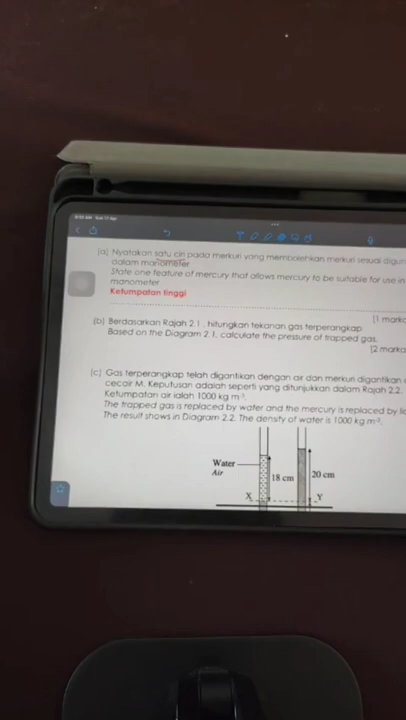 (a) Nyatakan satu ciri pada merkuri yang membolehkan merkuri sesuai
dalam manometer
State one feature of mercury that allows mercury to be suitable for use in
manometer
Ketumpatan tinggi
[1 marka
(b) Berdasarkan Rajah 2.1, hitungkan tekanan gas terperangkap
Based on the Diagram 2.1, calculate the pressure of trapped gas.
[2 marka
(c) Gas terperangkap telah digantikan dengan air dan merkuri digantikan
cecair M. Keputusan adalah seperti yang ditunjukkan dalam Rajah 2.2.
Ketumpatan air ialah 1000 kg m⁻³.
The trapped gas is replaced by water and the mercury is replaced by
The result shows in Diagram 2.2. The density of water is 1000 kg m⁻³.
Water
Air
18 cm
20 cm
X
Y